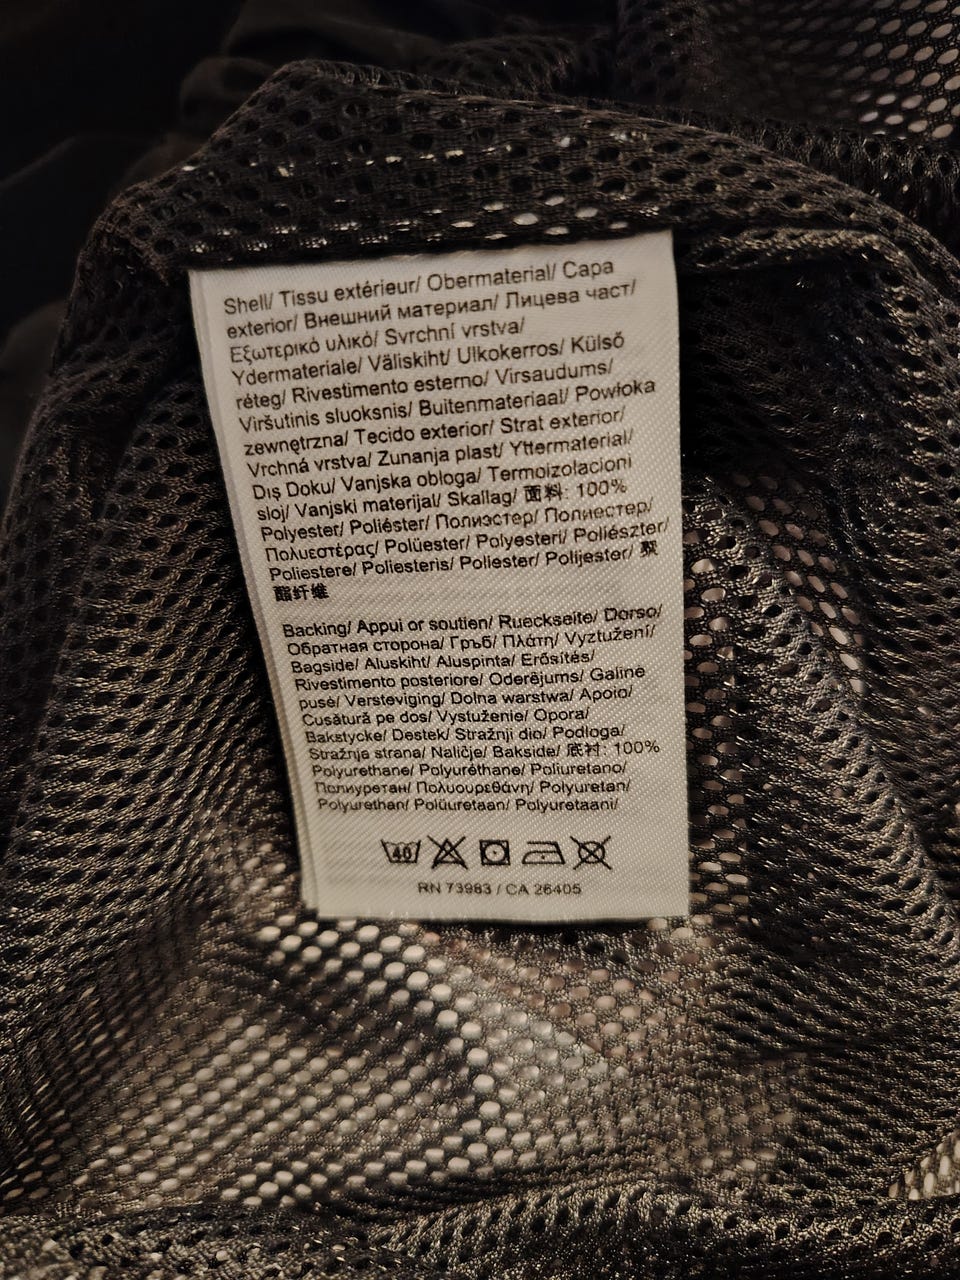 Shell/ Tissu extérieur/ Obermaterial/ Capa
exterior/ Внешний материал/ Лицева част/
Εξωτερικό υλικό/ Svrchní vrstva/
Ydermateriale/ Väliskiht/ Ulkokerros/ Külső
réteg/ Rivestimento esterno/ Virsaudums/
Viršutinis sluoksnis/ Buitenmateriaal/ Powłoka
zewnętrzna/ Tecido exterior/ Strat exterior/
Vrchná vrstva/ Zunanja plast/ Yttermaterial/
Dış Doku/ Vanjska obloga/ Termoizolacioni
sloj/ Vanjski materijal/ Skallag/ 面料: 100%
Polyester/ Poliéster/ Полиэстер/ Полиестер/
Πολυεστέρας/ Polüester/ Polyesteri/ Poliészter/
Poliestere/ Poliesteris/ Poliester/ Polijester/ 聚
酯纤维
Backing/ Appui or soutien/ Rueckseite/ Dorso/
Обратная сторона/ Гръб/ Πλάτη/ Vyztužení/
Bagside/ Aluskiht/ Aluspinta/ Erősítés/
Rivestimento posteriore/ Oderējums/ Galinė
pusė/ Versteviging/ Dolna warstwa/ Apoio/
Cusătură pe dos/ Vystuženie/ Opora/
Bakstycke/ Destek/ Stražnji dio/ Podloga/
Stražnja strana/ Naličje/ Bakside/ 底衬: 100%
Polyurethane/ Polyuréthane/ Poliuretano/
Полиуретан/ Πολυουρεθάνη/ Polyuretan/
Polyurethan/ Polüuretaan/ Polyuretaani/
40
RN 73983 / CA 26405